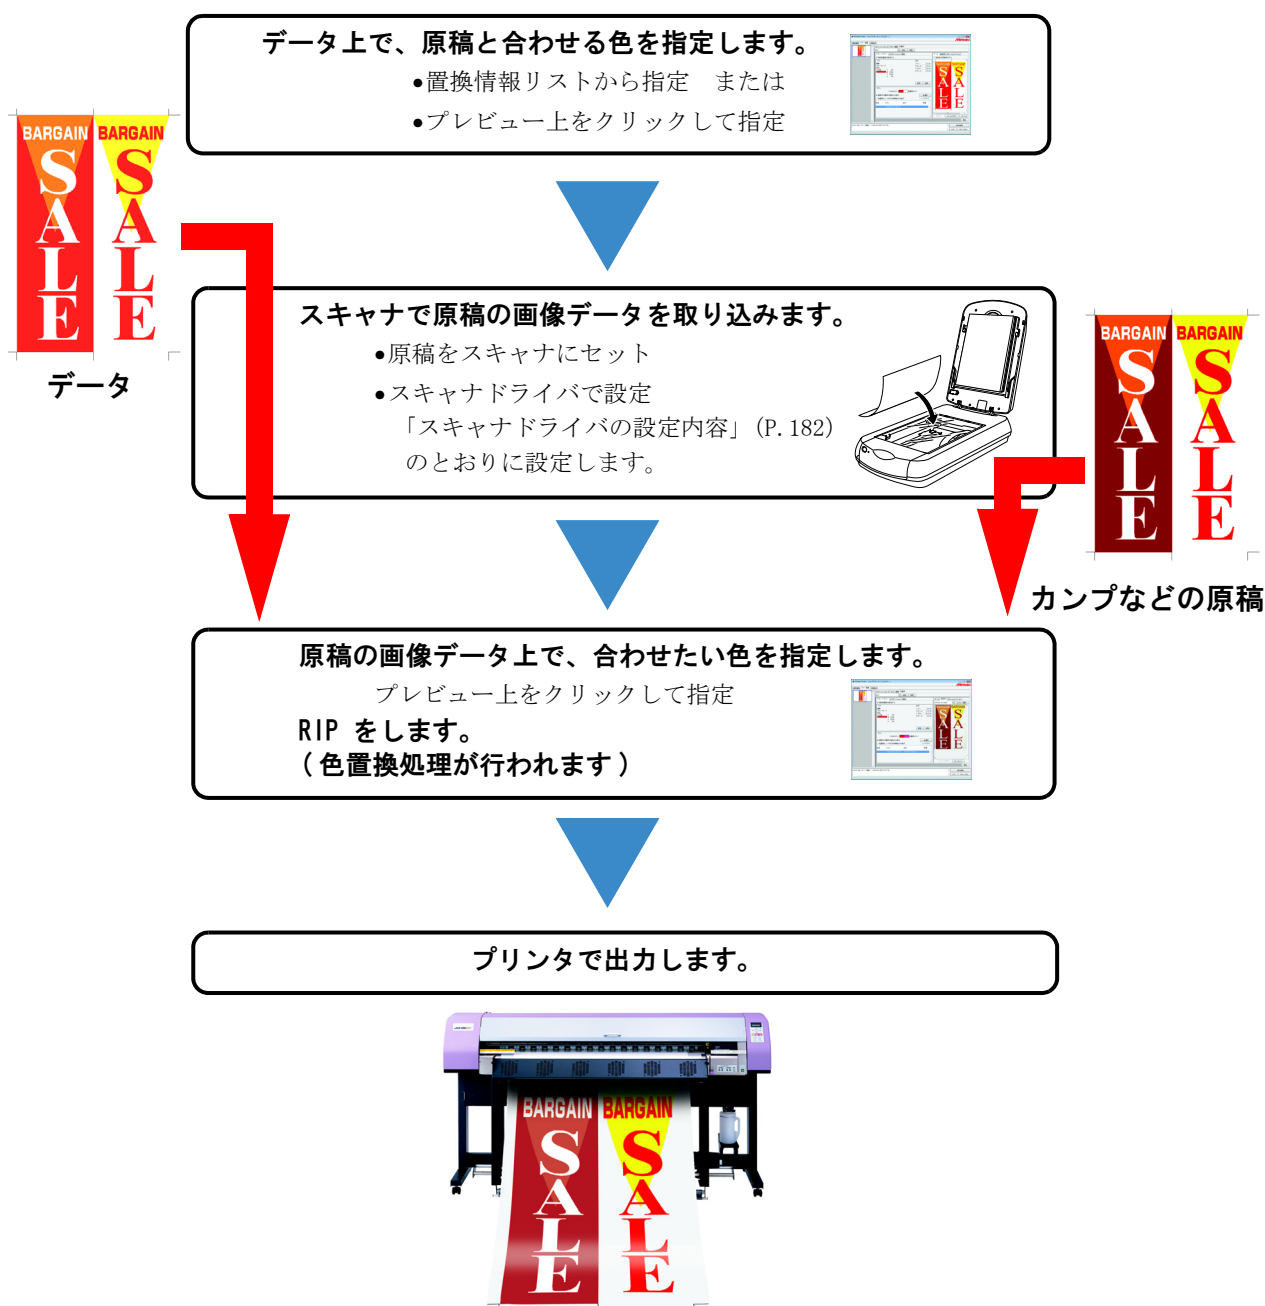 データ上で、原稿と合わせる色を指定します。
●置換情報リストから指定　または
●プレビュー上をクリックして指定
BARGAIN BARGAIN
SALE SALE
データ
スキャナで原稿の画像データを取り込みます。
●原稿をスキャナにセット
●スキャナドライバで設定
「スキャナドライバの設定内容」(P.182)
のとおりに設定します。
BARGAIN BARGAIN
SALE SALE
カンプなどの原稿
原稿の画像データ上で、合わせたい色を指定します。
プレビュー上をクリックして指定
RIP をします。
(色置換処理が行われます)
プリンタで出力します。
BARGAIN BARGAIN
SALE SALE